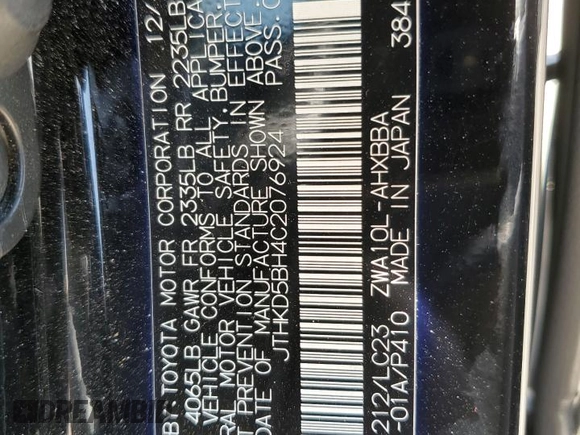 TOYOTA MOTOR CORPORATION 12/
4065LB GAWR FR 2335LB RR 2235LB
VEHICLE CONFORMS TO ALL APPLICA
RAL MOTOR VEHICLE SAFETY, BUMPER,
T PREVENTION STANDARDS IN EFFECT
DATE OF MANUFACTURE SHOWN ABOVE.
JTHKD5BH4C2076924 PASS.C
212/LC23 ZWA10L-AHXBBA
-01A/P410 MADE IN JAPAN 384
DREAMBID